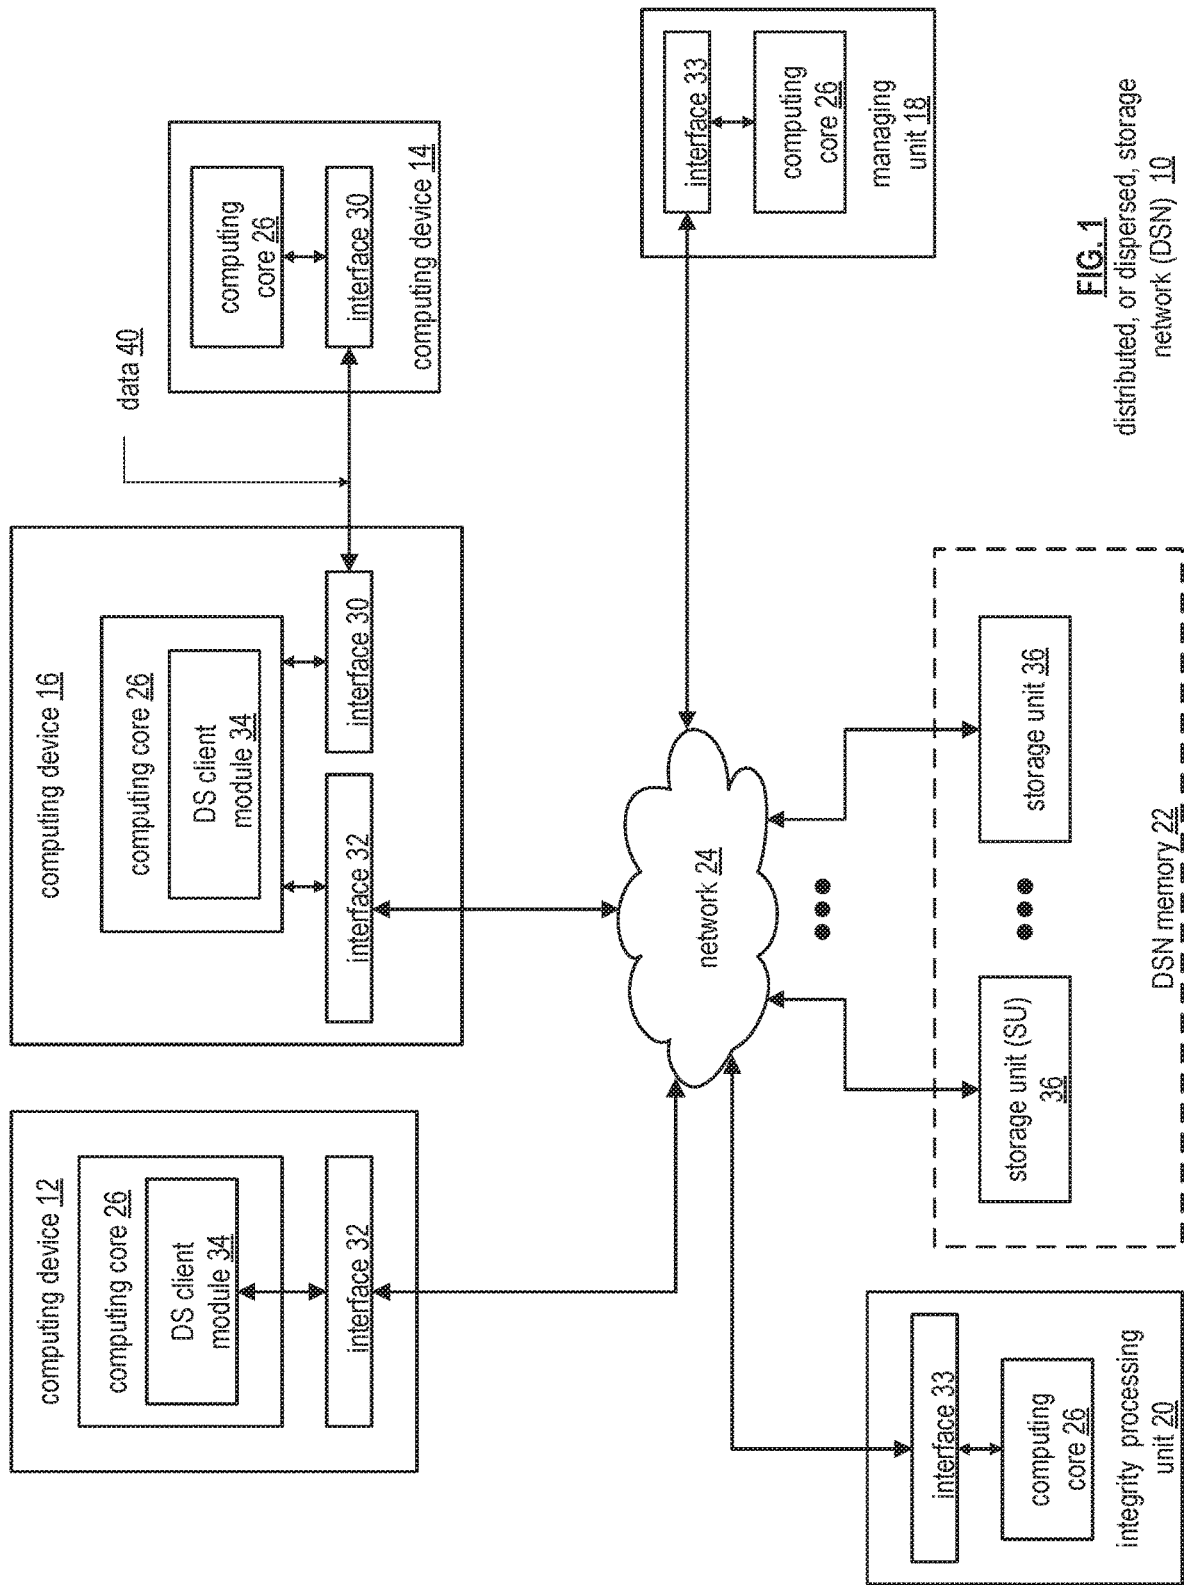 computing device 12
computing core 26
DS client
module 34
interface 32
computing device 16
computing core 26
DS client
module 34
interface 32
interface 30
data 40
computing
core 26
interface 30
computing device 14
network 24
interface 33
computing
core 26
managing
unit 18
interface 33
computing
core 26
integrity processing
unit 20
storage unit (SU)
36
storage unit 36
DSN memory 22
FIG. 1
distributed, or dispersed, storage
network (DSN) 10